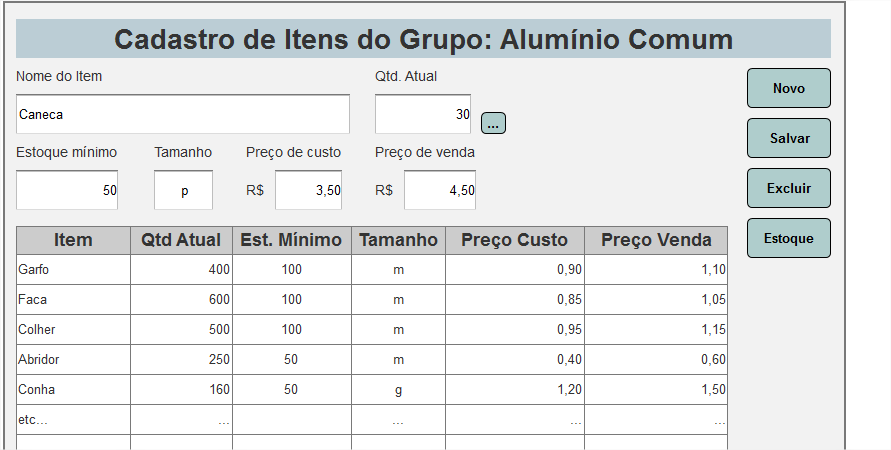 Cadastro de Itens do Grupo: Alumínio Comum
Nome do Item Qtd. Atual
Novo
Caneca 30 ...
Salvar
Estoque mínimo Tamanho Preço de custo Preço de venda
50 p R$ 3,50 R$ 4,50
Excluir
Estoque
Item Qtd Atual Est. Mínimo Tamanho Preço Custo Preço Venda
Garfo 400 100 m 0,90 1,10
Faca 600 100 m 0,85 1,05
Colher 500 100 m 0,95 1,15
Abridor 250 50 m 0,40 0,60
Conha 160 50 g 1,20 1,50
etc... ... ... ... ...